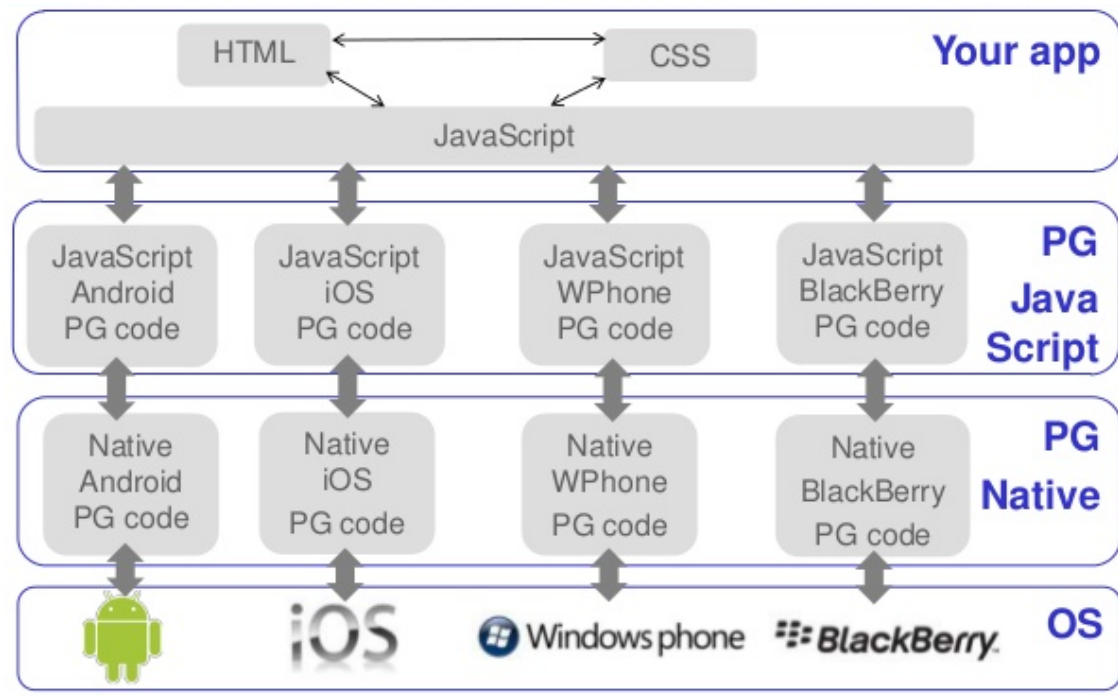 HTML
CSS
Your app
JavaScript
JavaScript
Android
PG code
JavaScript
iOS
PG code
JavaScript
WPhone
PG code
JavaScript
BlackBerry
PG code
PG
Java
Script
Native
Android
PG code
Native
iOS
PG code
Native
WPhone
PG code
Native
BlackBerry
PG code
PG
Native
iOS
Windows phone
BlackBerry
OS